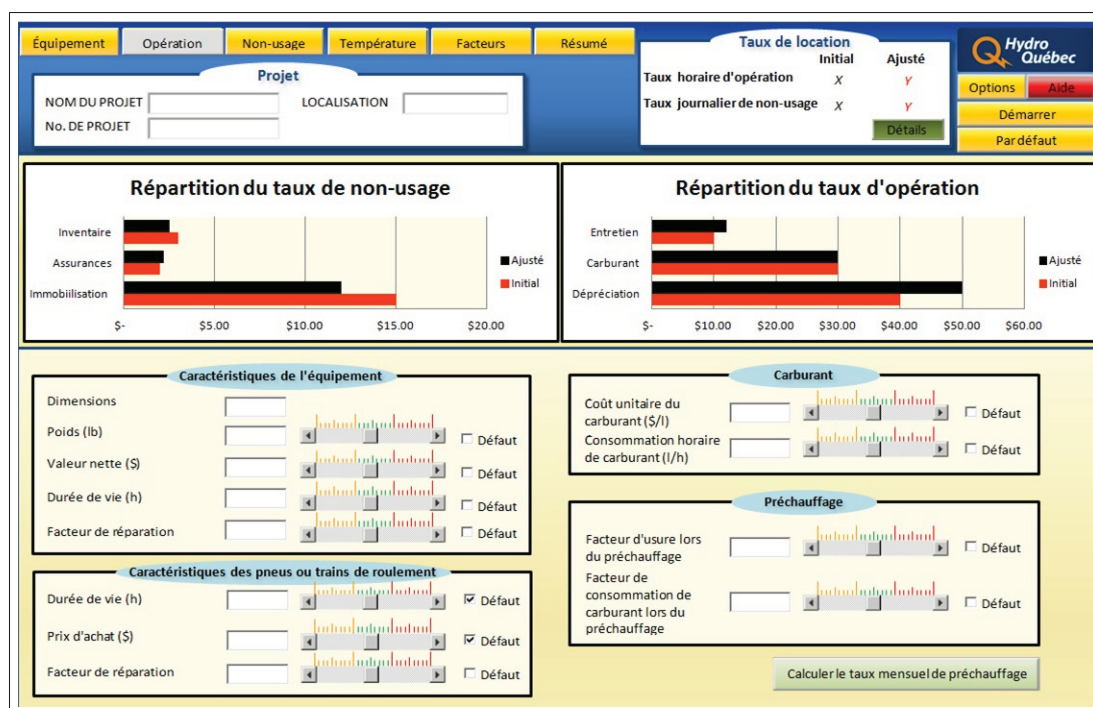 Équipement
Opération
Non-usage
Température
Facteurs
Résumé
Projet
NOM DU PROJET
LOCALISATION
No. DE PROJET
Taux de location
Initial Ajusté
Taux horaire d'opération X Y
Taux journalier de non-usage X Y
Détails
Hydro
Québec
Options
Aide
Démarrer
Par défaut
Répartition du taux de non-usage
Inventaire
Assurances
Immobiilisation
Ajusté
Initial
$- $5.00 $10.00 $15.00 $20.00
Répartition du taux d'opération
Entretien
Carburant
Dépréciation
Ajusté
Initial
$- $10.00 $20.00 $30.00 $40.00 $50.00 $60.00
Caractéristiques de l'équipement
Dimensions
Poids (lb) Défaut
Valeur nette ($) Défaut
Durée de vie (h) Défaut
Facteur de réparation Défaut
Caractéristiques des pneus ou trains de roulement
Durée de vie (h) Défaut
Prix d'achat ($) Défaut
Facteur de réparation Défaut
Carburant
Coût unitaire du
carburant ($/l) Défaut
Consommation horaire
de carburant (l/h) Défaut
Préchauffage
Facteur d'usure lors
du préchauffage Défaut
Facteur de
consommation de
carburant lors du
préchauffage
Défaut
Calculer le taux mensuel de préchauffage